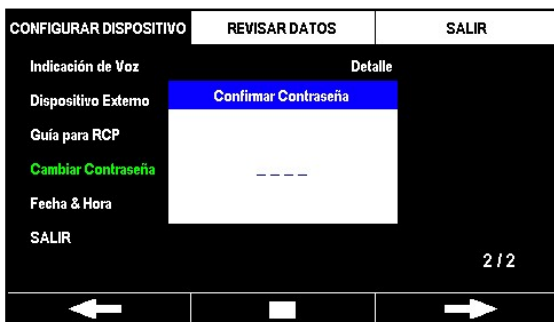 CONFIGURAR DISPOSITIVO REVISAR DATOS SALIR
Indicación de Voz Detalle
Dispositivo Externo Confirmar Contraseña
Guía para RCP
Cambiar Contraseña _ _ _ _
Fecha & Hora
SALIR
2 / 2